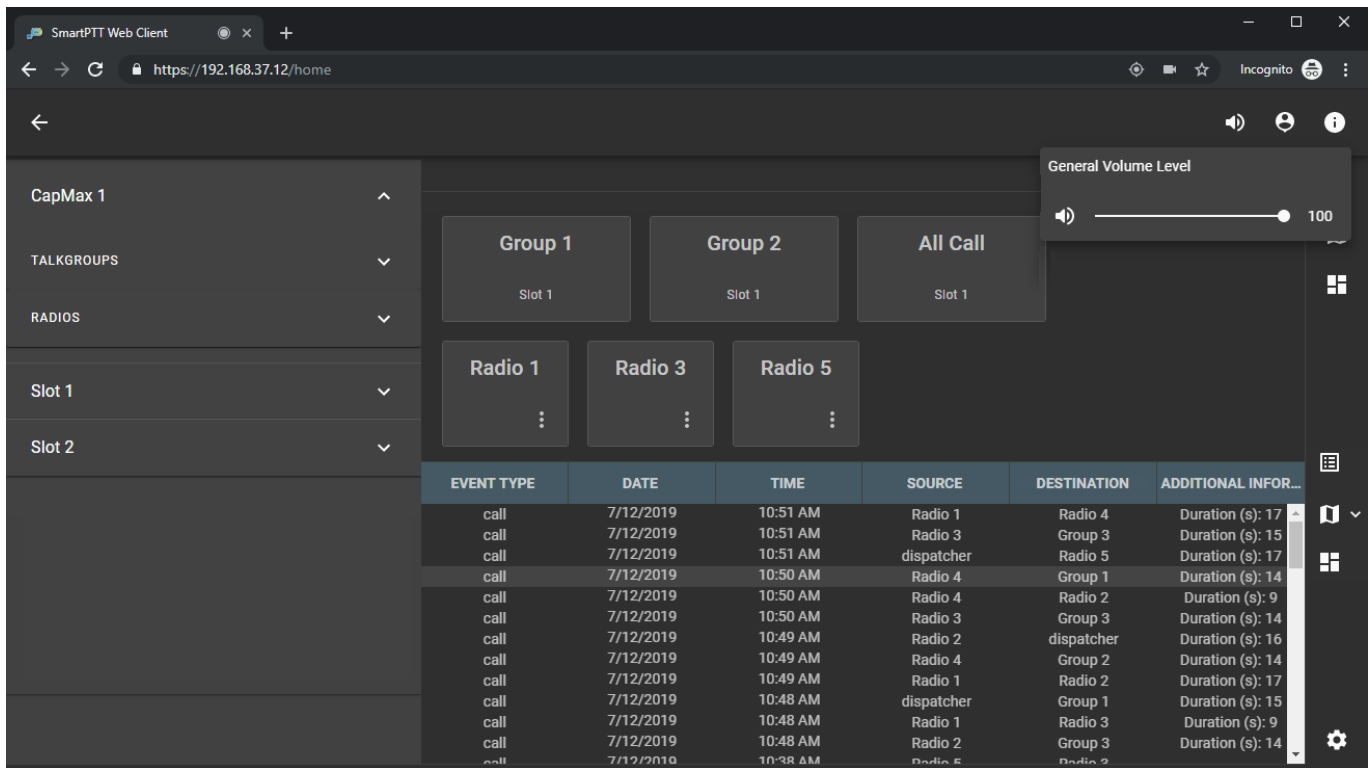 SmartPTT Web Client
https://192.168.37.12/home
Incognito
General Volume Level
100
CapMax 1
TALKGROUPS
RADIOS
Slot 1
Slot 2
Group 1 Group 2 All Call
Slot 1 Slot 1 Slot 1
Radio 1 Radio 3 Radio 5
EVENT TYPE DATE TIME SOURCE DESTINATION ADDITIONAL INFOR...
call 7/12/2019 10:51 AM Radio 1 Radio 4 Duration (s): 17
call 7/12/2019 10:51 AM Radio 3 Group 3 Duration (s): 15
call 7/12/2019 10:51 AM dispatcher Radio 5 Duration (s): 17
call 7/12/2019 10:50 AM Radio 4 Group 1 Duration (s): 14
call 7/12/2019 10:50 AM Radio 4 Radio 2 Duration (s): 9
call 7/12/2019 10:50 AM Radio 3 Group 3 Duration (s): 14
call 7/12/2019 10:49 AM Radio 2 dispatcher Duration (s): 16
call 7/12/2019 10:49 AM Radio 4 Group 2 Duration (s): 14
call 7/12/2019 10:49 AM Radio 1 Radio 2 Duration (s): 17
call 7/12/2019 10:48 AM dispatcher Group 1 Duration (s): 15
call 7/12/2019 10:48 AM Radio 1 Radio 3 Duration (s): 9
call 7/12/2019 10:48 AM Radio 2 Group 3 Duration (s): 14
call 7/12/2019 10:38 AM Radio 5 Radio